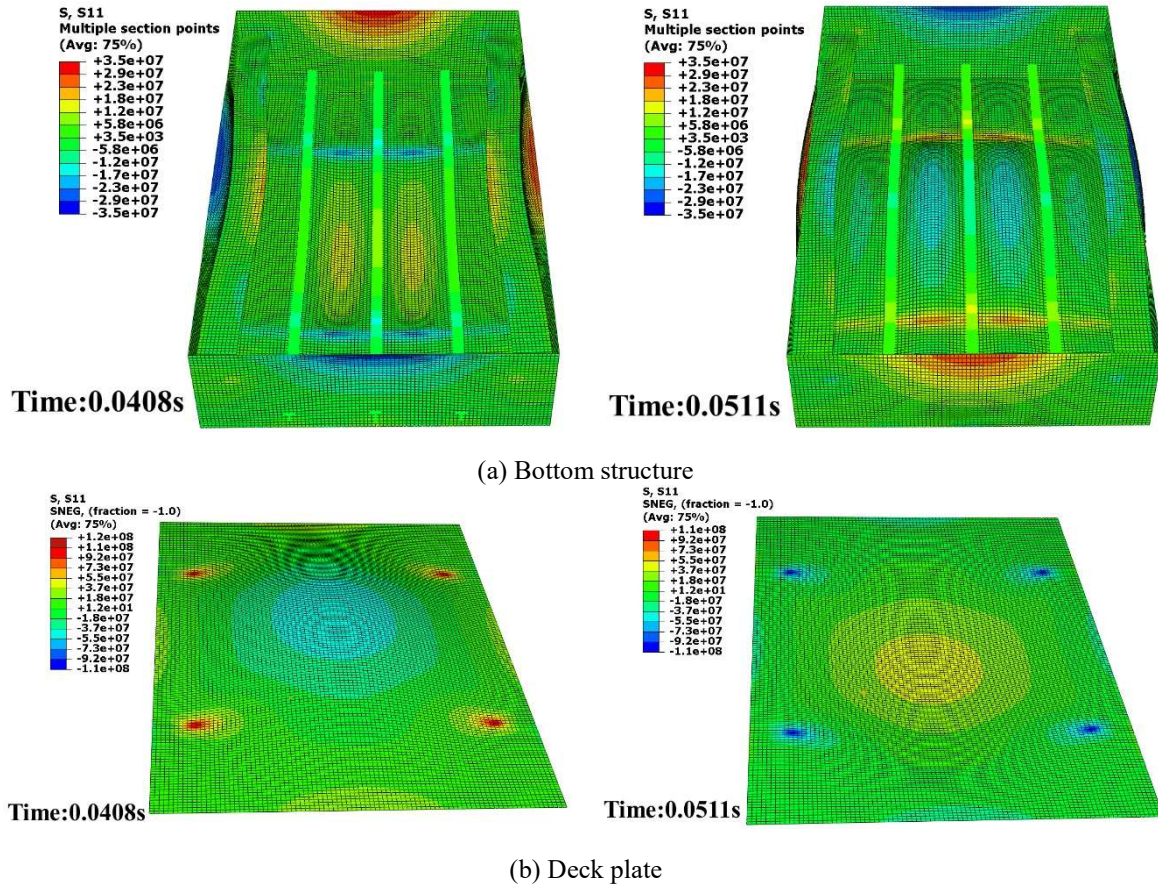 S, S11
Multiple section points
(Avg: 75%)
+3.5e+07
+2.9e+07
+2.3e+07
+1.8e+07
+1.2e+07
+5.8e+06
+3.5e+03
-5.8e+06
-1.2e+07
-1.7e+07
-2.3e+07
-2.9e+07
-3.5e+07
Time:0.0408s
S, S11
Multiple section points
(Avg: 75%)
+3.5e+07
+2.9e+07
+2.3e+07
+1.8e+07
+1.2e+07
+5.8e+06
+3.5e+03
-5.8e+06
-1.2e+07
-1.7e+07
-2.3e+07
-2.9e+07
-3.5e+07
Time:0.0511s
(a) Bottom structure
S, S11
SNEG, (fraction = -1.0)
(Avg: 75%)
+1.2e+08
+1.1e+08
+9.2e+07
+7.3e+07
+5.5e+07
+3.7e+07
+1.8e+07
+1.2e+01
-1.8e+07
-3.7e+07
-5.5e+07
-7.3e+07
-9.2e+07
-1.1e+08
Time:0.0408s
S, S11
SNEG, (fraction = -1.0)
(Avg: 75%)
+1.1e+08
+9.2e+07
+7.3e+07
+5.5e+07
+3.7e+07
+1.8e+07
+1.2e+01
-1.8e+07
-3.7e+07
-5.5e+07
-7.3e+07
-9.2e+07
-1.1e+08
Time:0.0511s
(b) Deck plate